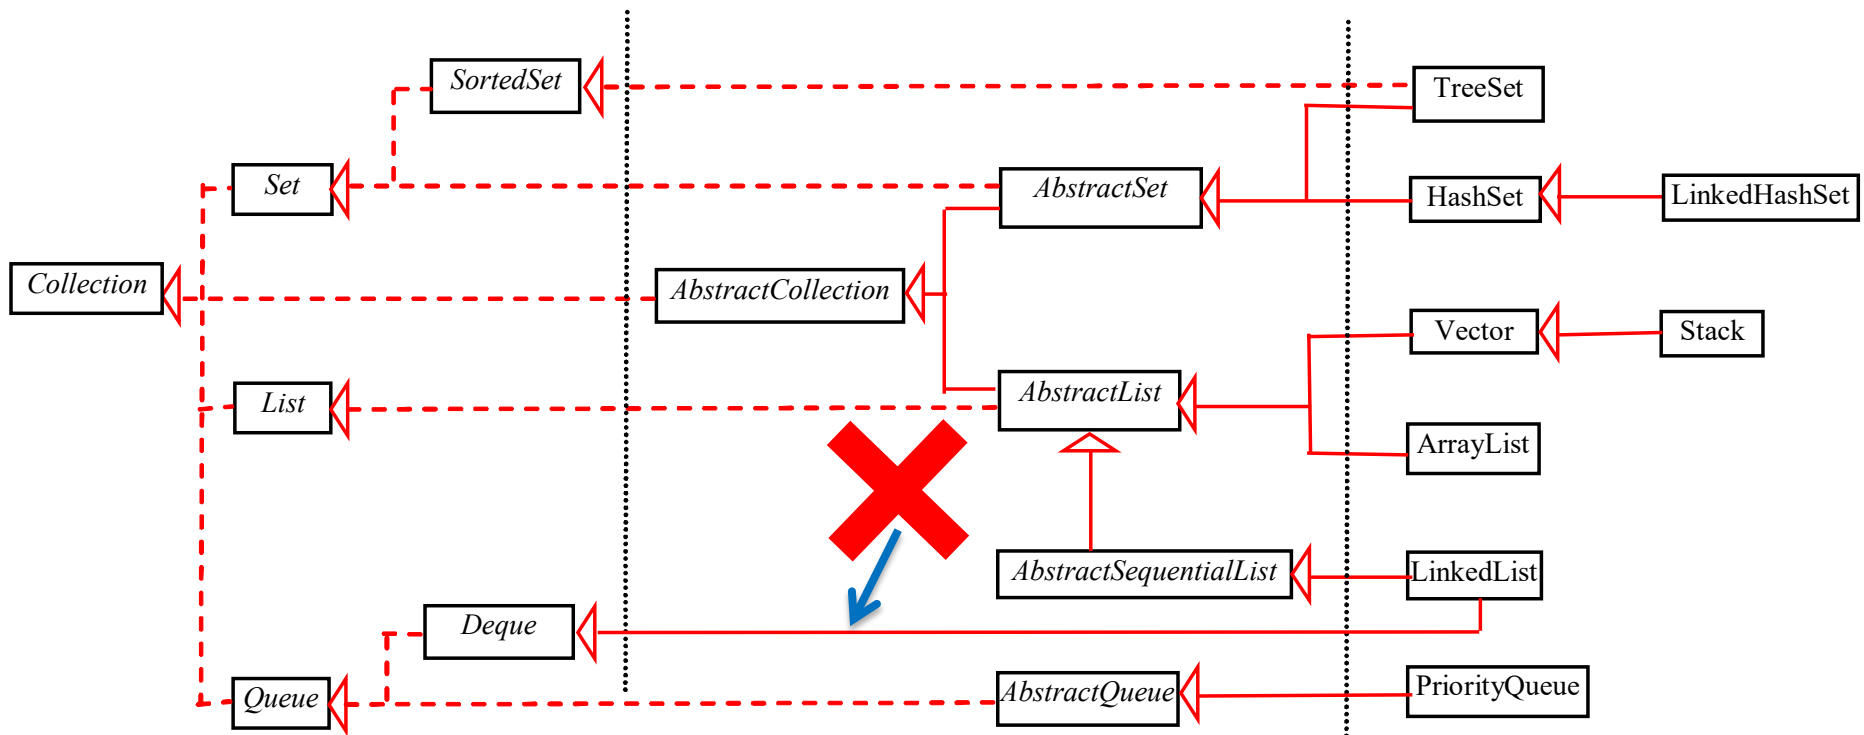 SortedSet
TreeSet
Set
AbstractSet
HashSet
LinkedHashSet
Collection
AbstractCollection
Vector
Stack
List
AbstractList
ArrayList
AbstractSequentialList
LinkedList
Deque
Queue
AbstractQueue
PriorityQueue